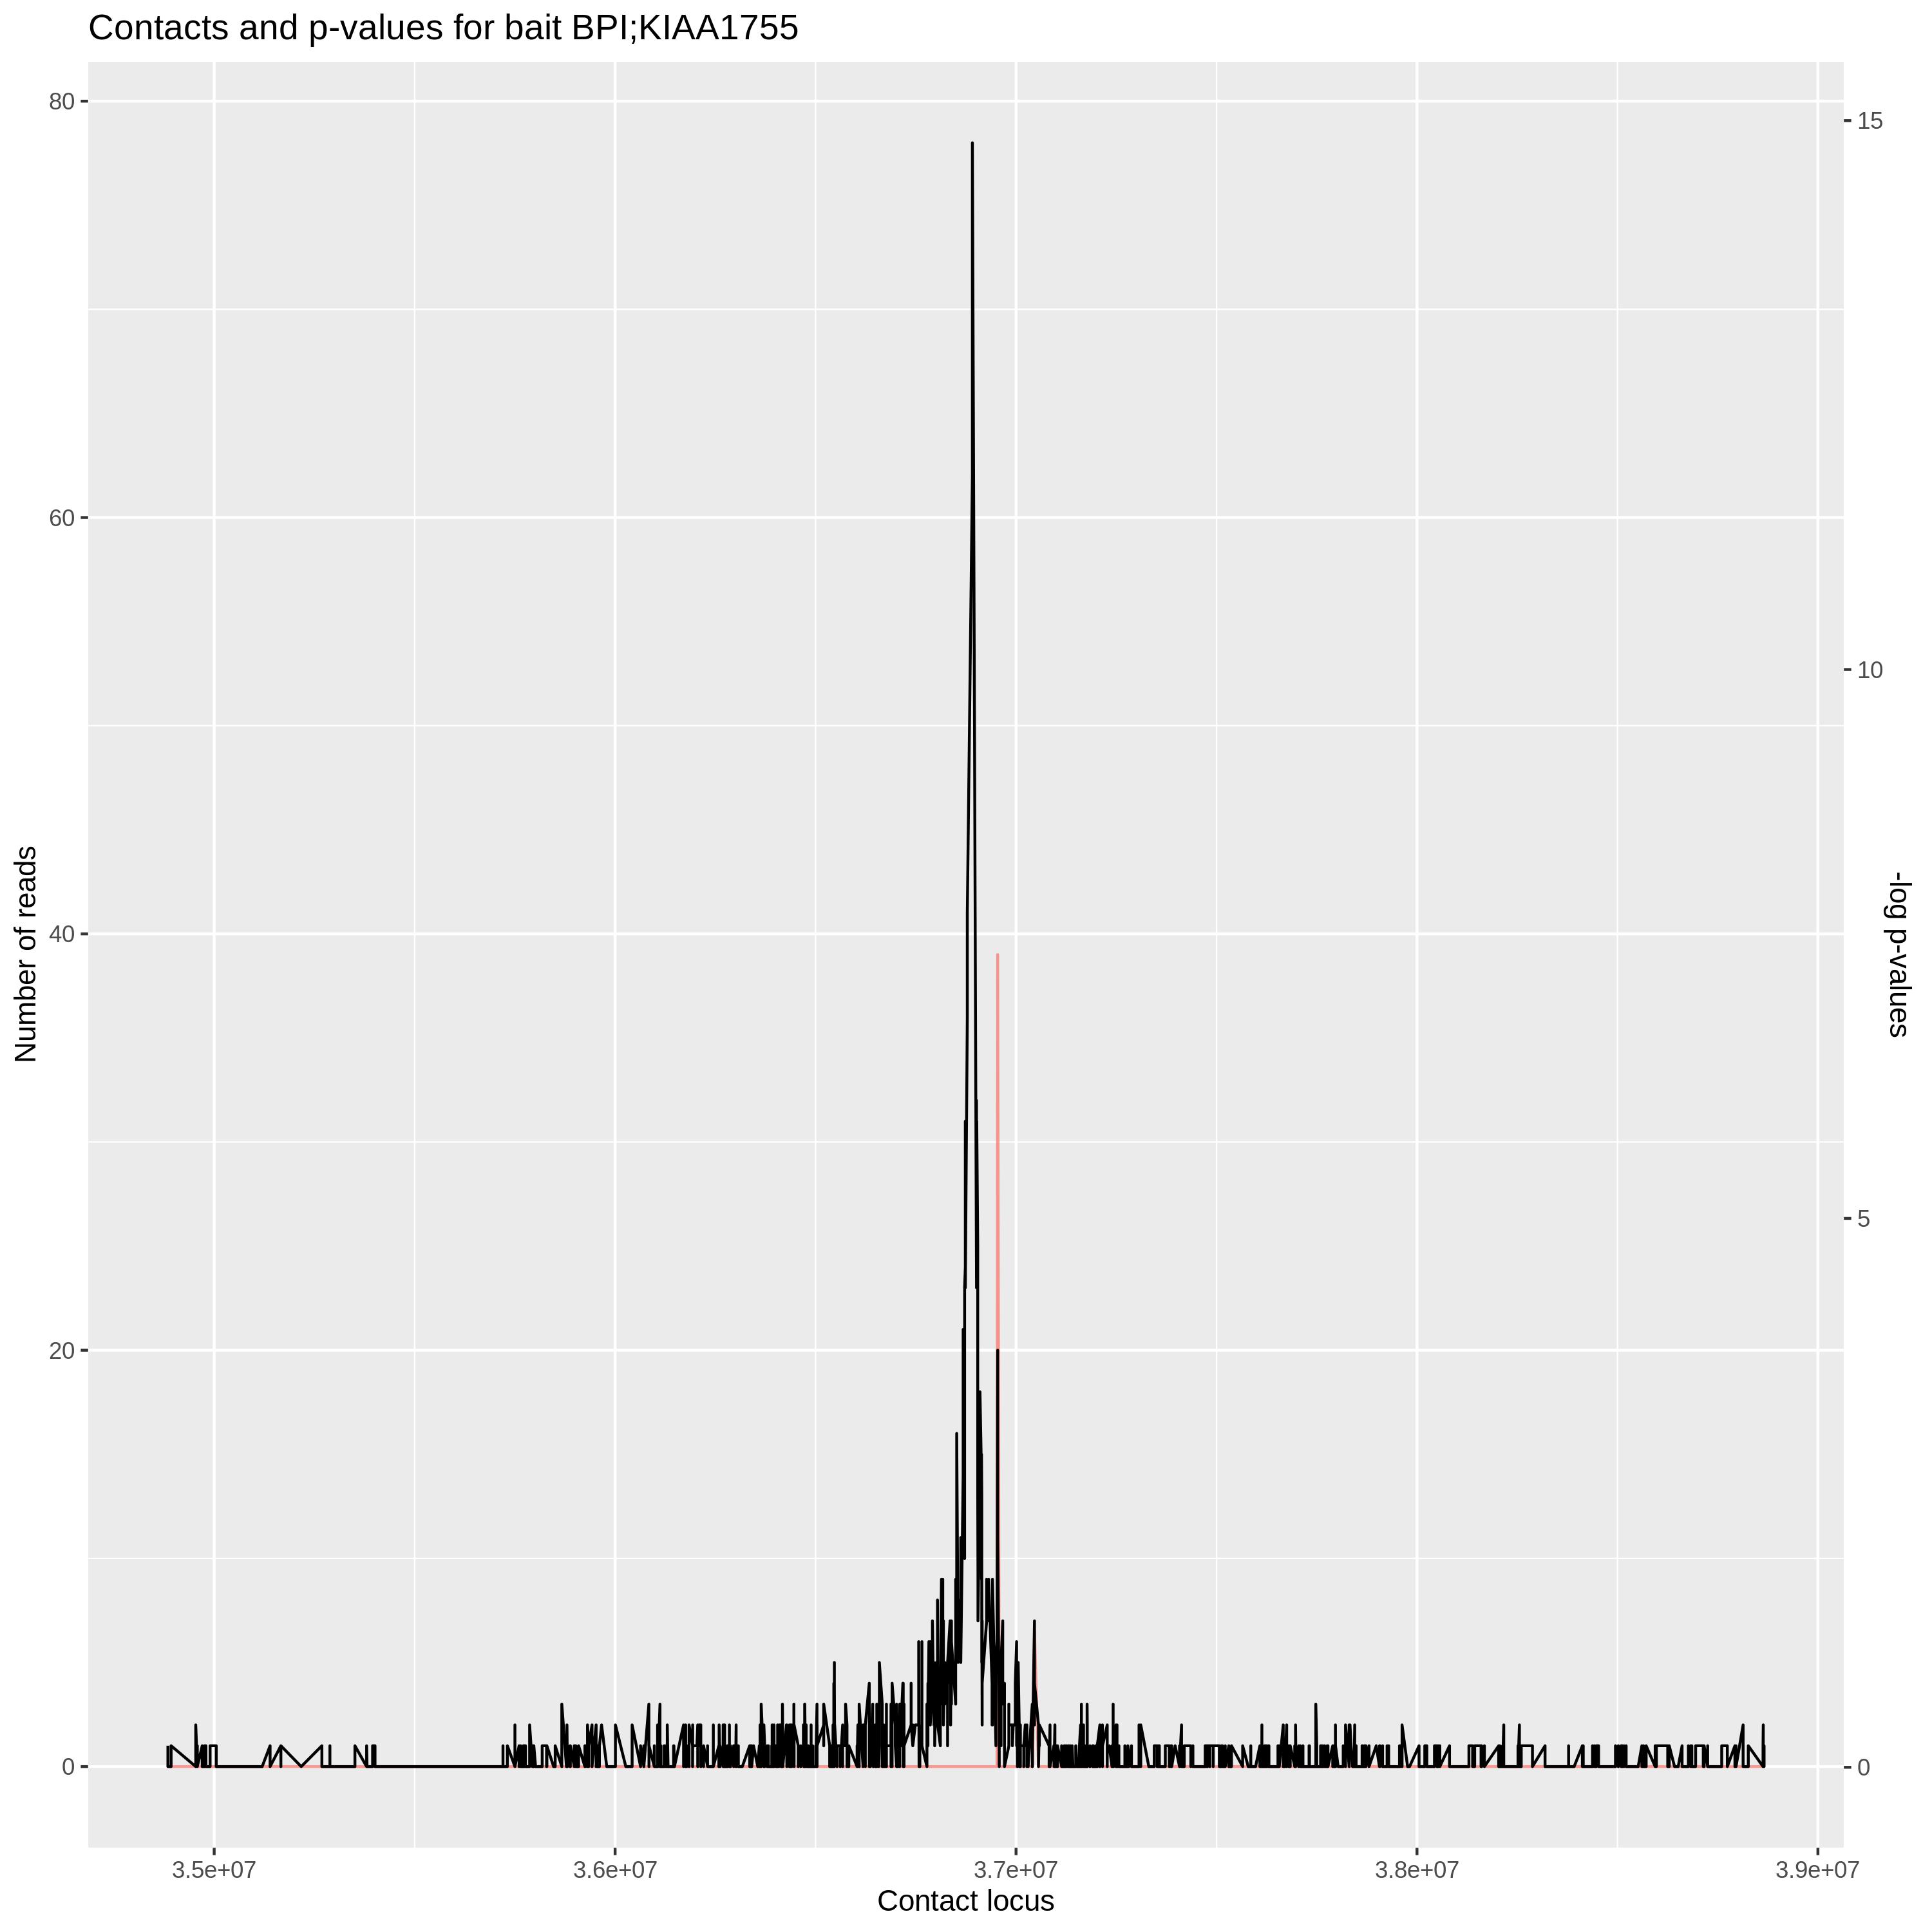 Contacts and p-values for bait BPI;KIAA1755
80
60
40
20
0
Number of reads
15
10
5
0
-log p-values
3.5e+07
3.6e+07
3.7e+07
3.8e+07
3.9e+07
Contact locus